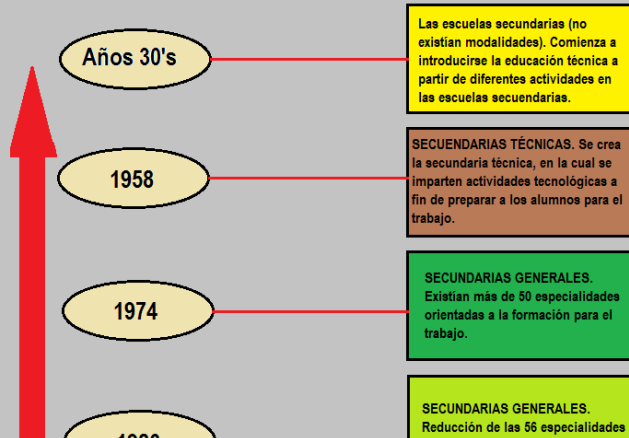 Años 30's
Las escuelas secundarias (no
existían modalidades). Comienza a
introducirse la educación técnica a
partir de diferentes actividades en
las escuelas secuendarias.
1958
SECUENDARIAS TÉCNICAS. Se crea
la secundaria técnica, en la cual se
imparten actividades tecnológicas a
fin de preparar a los alumnos para el
trabajo.
1974
SECUNDARIAS GENERALES.
Existían más de 50 especialidades
orientadas a la formación para el
trabajo.
SECUNDARIAS GENERALES.
Reducción de las 56 especialidades